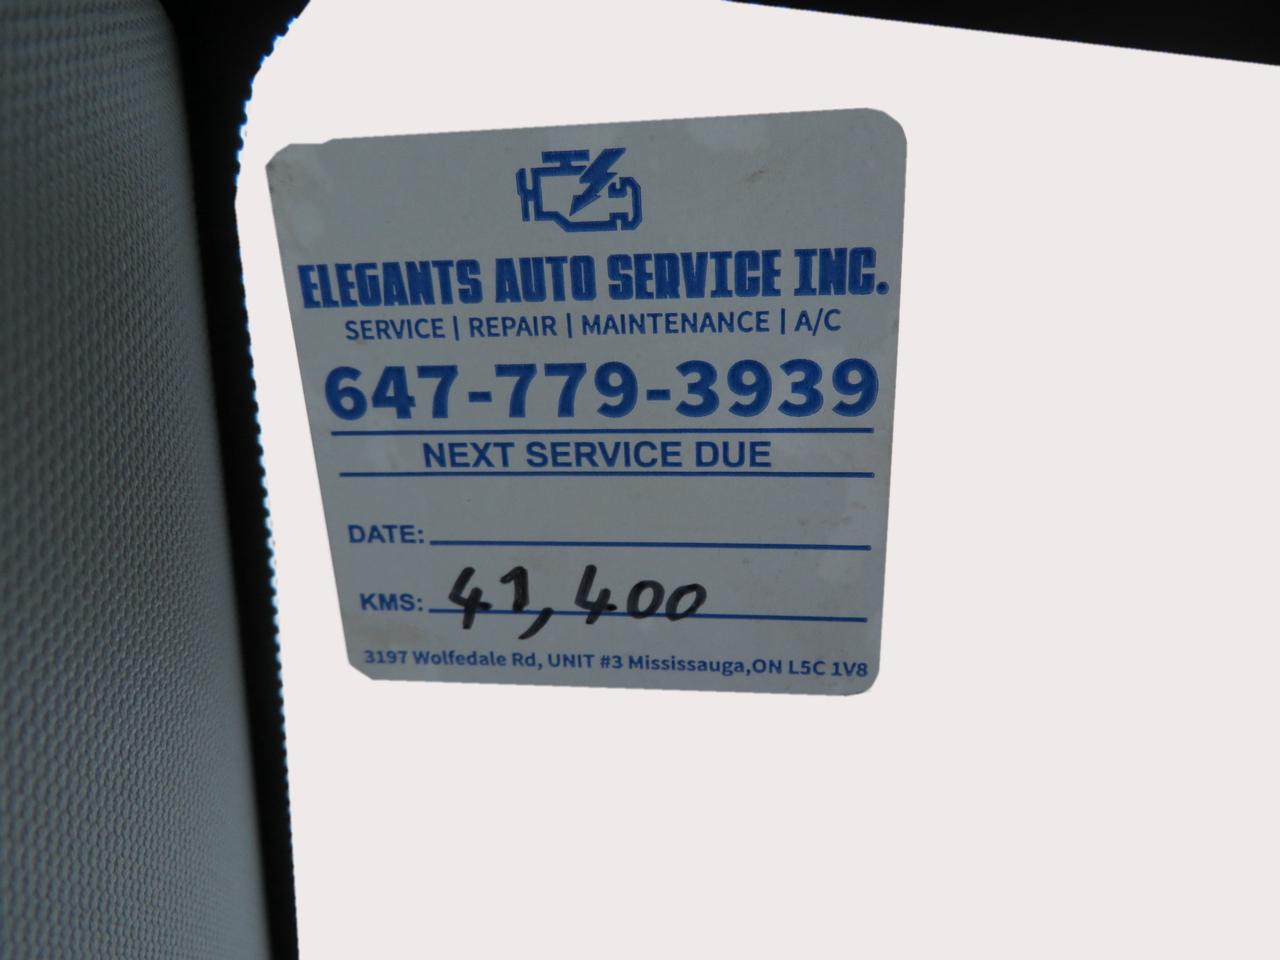 ELEGANTS AUTO SERVICE INC.
SERVICE | REPAIR | MAINTENANCE | A/C
647-779-3939
NEXT SERVICE DUE
DATE:
KMS: 41,400
3197 Wolfedale Rd, UNIT #3 Mississauga,ON L5C 1V8